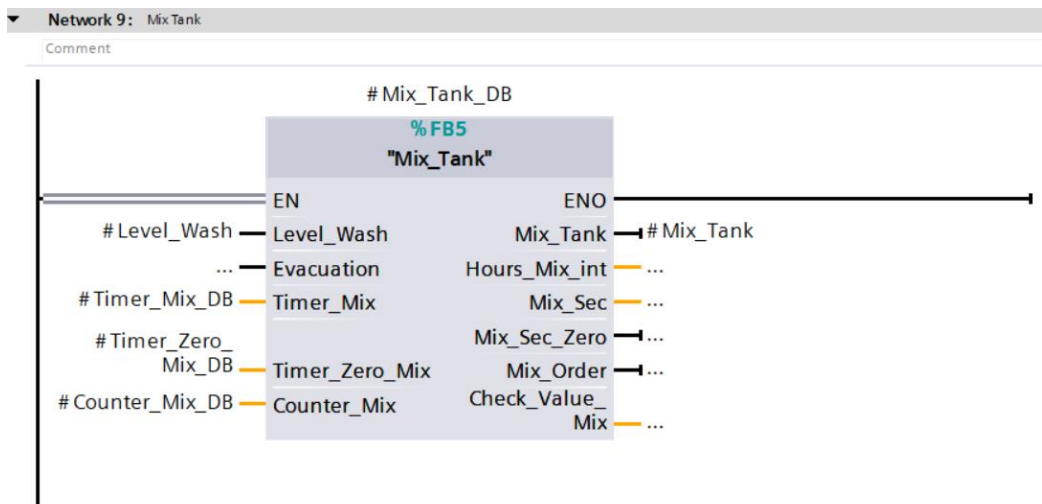 Network 9: Mix Tank
Comment
#Mix_Tank_DB
%FB5
"Mix_Tank"
EN ENO
#Level_Wash Level_Wash Mix_Tank #Mix_Tank
... Evacuation Hours_Mix_int ...
#Timer_Mix_DB Timer_Mix Mix_Sec ...
#Timer_Zero_ Mix_Sec_Zero ...
Mix_DB Timer_Zero_Mix Mix_Order ...
#Counter_Mix_DB Counter_Mix Check_Value_
Mix ...